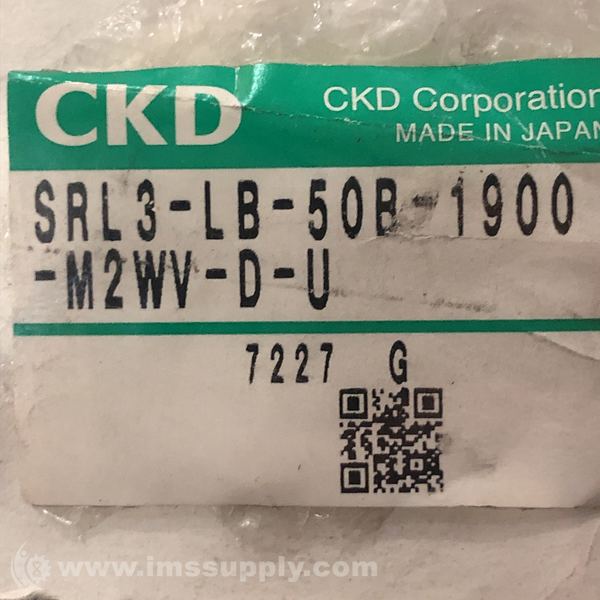 CKD
CKD Corporation
MADE IN JAPAN
SRL3-LB-50B-1900
-M2WV-D-U
7227 G
www.imssupply.com